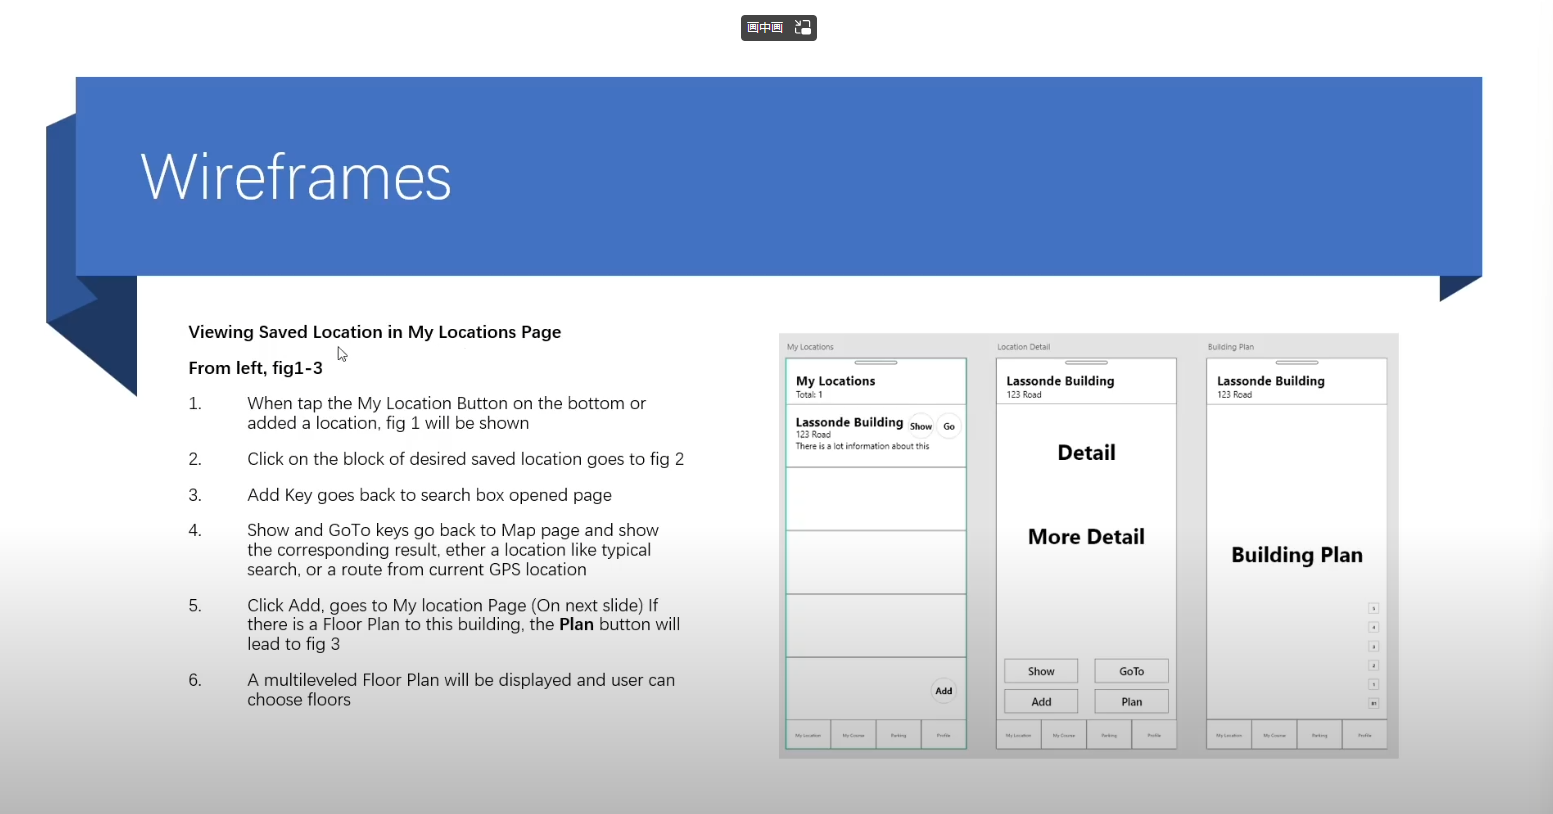 画中画
Wireframes
Viewing Saved Location in My Locations Page
From left, fig1-3
1. When tap the My Location Button on the bottom or
added a location, fig 1 will be shown
2. Click on the block of desired saved location goes to fig 2
3. Add Key goes back to search box opened page
4. Show and GoTo keys go back to Map page and show
the corresponding result, ether a location like typical
search, or a route from current GPS location
5. Click Add, goes to My location Page (On next slide) If
there is a Floor Plan to this building, the Plan button will
lead to fig 3
6. A multileveled Floor Plan will be displayed and user can
choose floors
My Locations
My Locations
Total: 1
Lassonde Building Show Go
123 Road
There is a lot information about this
Add
My Location My Course Parking Profile
Location Detail
Lassonde Building
123 Road
Detail
More Detail
Show GoTo
Add Plan
My Location My Course Parking Profile
Building Plan
Lassonde Building
123 Road
Building Plan
5
4
3
2
1
My Location My Course Parking Profile